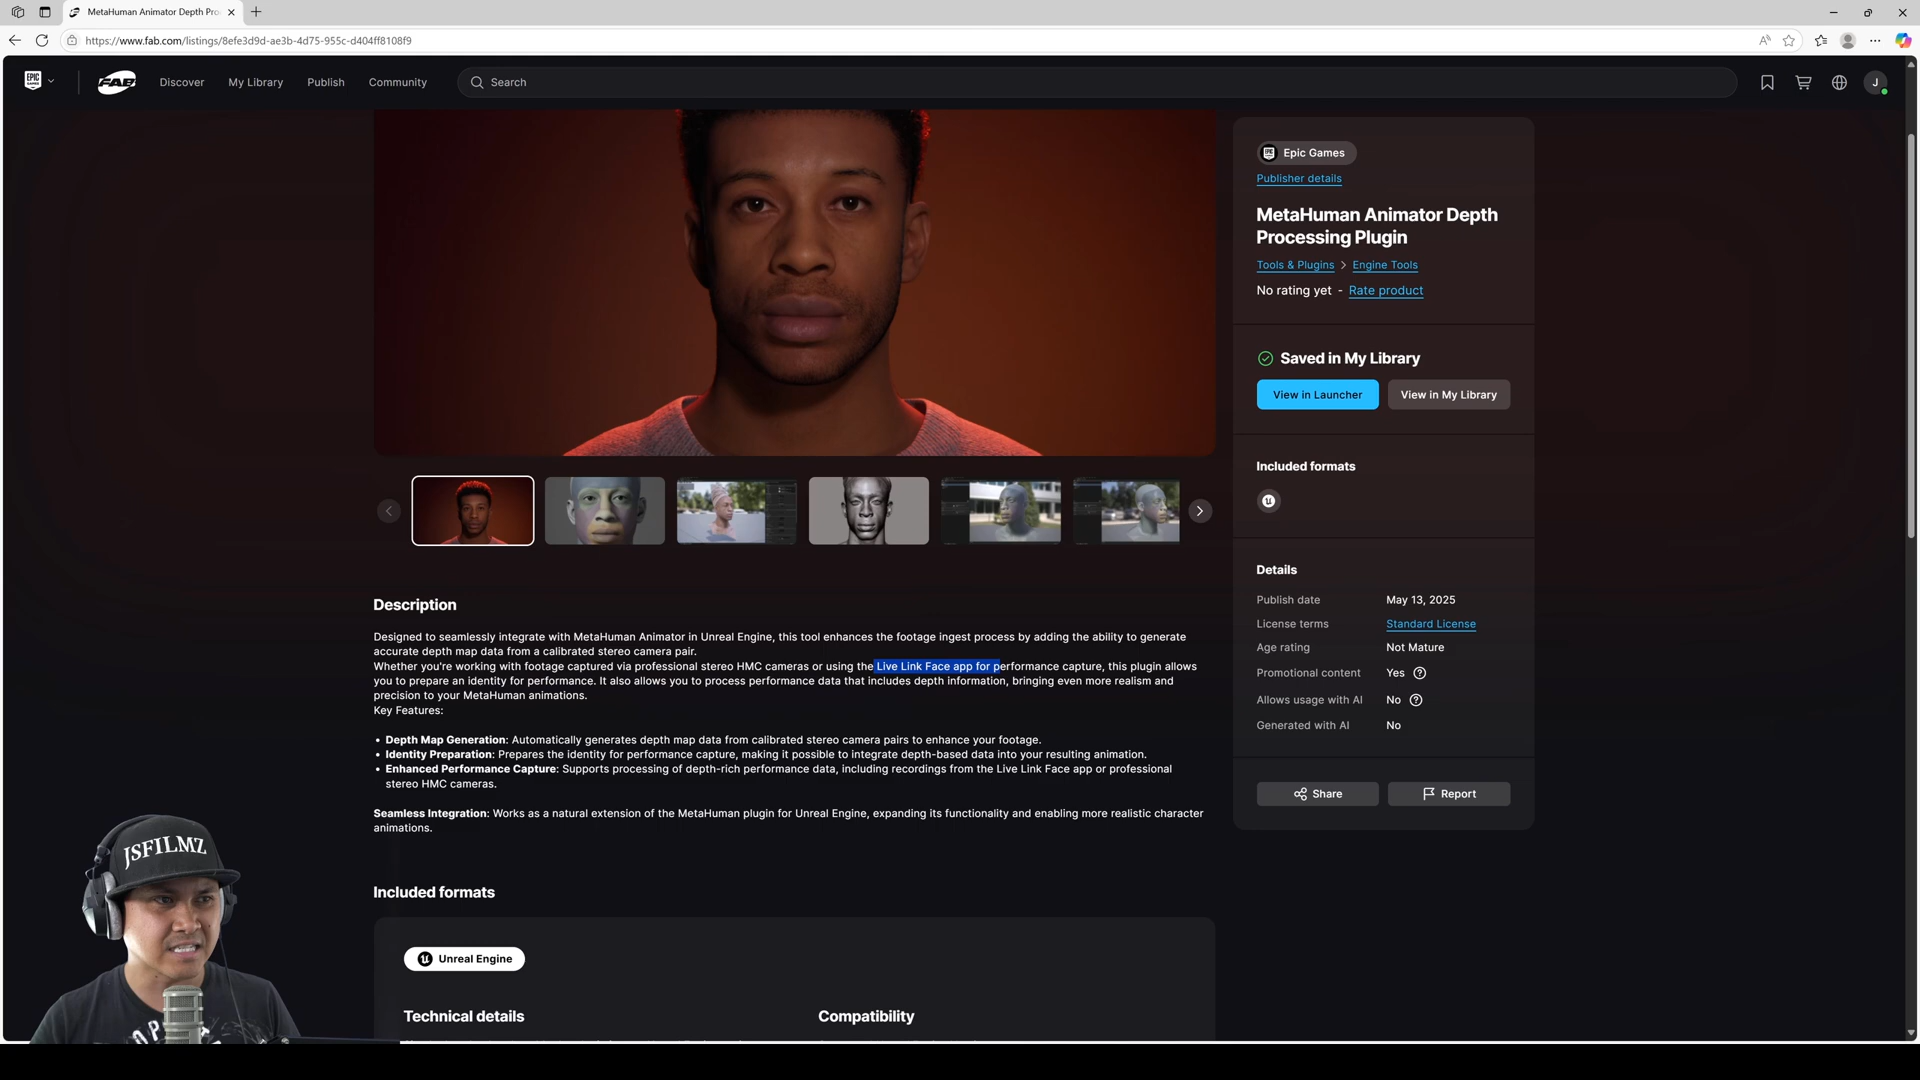 MetaHuman Animator Depth Pro
https://www.fab.com/listings/8efe3d9d-ae3b-4d75-955c-d404ff8108f9
EPIC GAMES
FAB
Discover
My Library
Publish
Community
Search
J
Epic Games
Publisher details
MetaHuman Animator Depth
Processing Plugin
Tools & Plugins > Engine Tools
No rating yet - Rate product
Saved in My Library
View in Launcher
View in My Library
Included formats
Details
Publish date May 13, 2025
License terms Standard License
Age rating Not Mature
Promotional content Yes
Allows usage with AI No
Generated with AI No
Share
Report
Description
Designed to seamlessly integrate with MetaHuman Animator in Unreal Engine, this tool enhances the footage ingest process by adding the ability to generate
accurate depth map data from a calibrated stereo camera pair.
Whether you're working with footage captured via professional stereo HMC cameras or using the Live Link Face app for performance capture, this plugin allows
you to prepare an identity for performance. It also allows you to process performance data that includes depth information, bringing even more realism and
precision to your MetaHuman animations.
Key Features:
• Depth Map Generation: Automatically generates depth map data from calibrated stereo camera pairs to enhance your footage.
• Identity Preparation: Prepares the identity for performance capture, making it possible to integrate depth-based data into your resulting animation.
• Enhanced Performance Capture: Supports processing of depth-rich performance data, including recordings from the Live Link Face app or professional
stereo HMC cameras.
Seamless Integration: Works as a natural extension of the MetaHuman plugin for Unreal Engine, expanding its functionality and enabling more realistic character
animations.
Included formats
Unreal Engine
Technical details
Compatibility
JSFILMZ